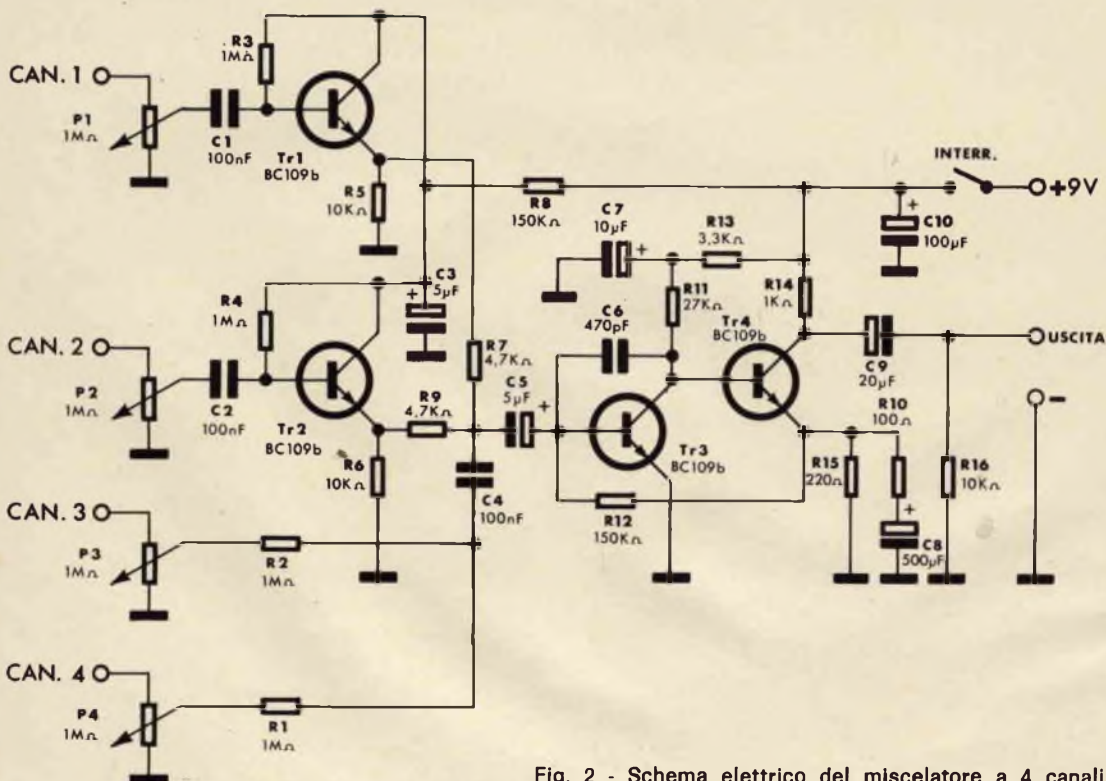 R3
1MΩ
CAN. 1
P1
1MΩ
C1
100nF
Tr1
BC109b
R5
10KΩ
R8
150KΩ
INTERR.
+9V
C7
10µF
+
R13
3,3KΩ
+
C10
100µF
R4
1MΩ
+
C3
5µF
R11
27KΩ
R14
1KΩ
C6
470pF
Tr4
BC109b
CAN. 2
P2
1MΩ
C2
100nF
Tr2
BC109b
R7
4,7KΩ
R9
4,7KΩ
C5
5µF
+
C9
20µF
USCITA
R10
100Ω
–
Tr3
BC109b
R6
10KΩ
C4
100nF
R15
220Ω
R16
10KΩ
R12
150KΩ
+
C8
500µF
CAN. 3
P3
1MΩ
R2
1MΩ
CAN. 4
P4
1MΩ
R1
1MΩ
Fig. 2 - Schema elettrico del miscelatore a 4 canali